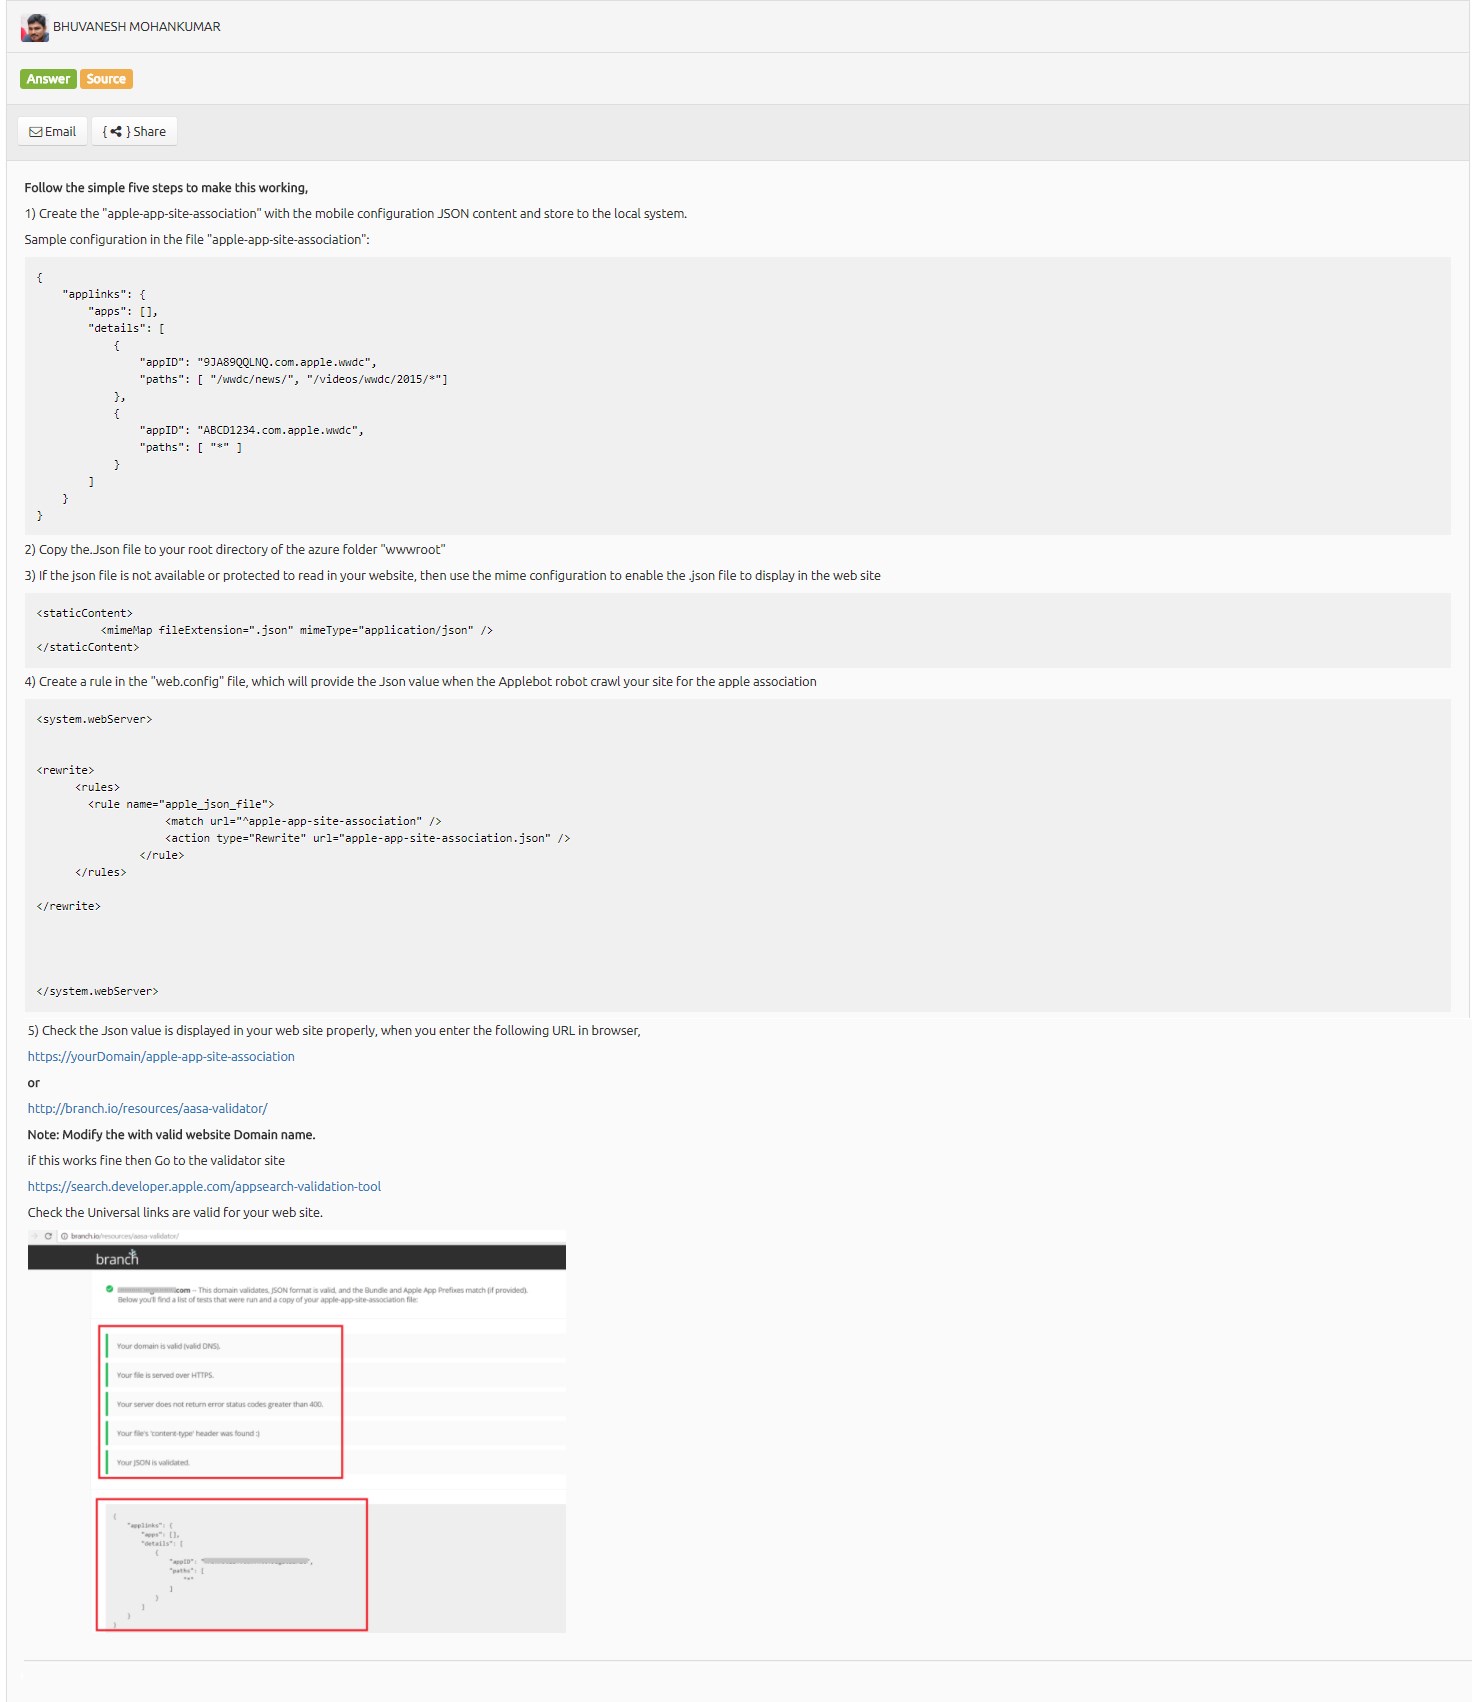 BHUVANESH MOHANKUMAR
Answer Source
Email { } Share
Follow the simple five steps to make this working,
1) Create the "apple-app-site-association" with the mobile configuration JSON content and store to the local system.
Sample configuration in the file "apple-app-site-association":
{
"applinks": {
"apps": [],
"details": [
{
"appID": "9JA89QQLNQ.com.apple.wwdc",
"paths": [ "/wwdc/news/", "/videos/wwdc/2015/*"]
},
{
"appID": "ABCD1234.com.apple.wwdc",
"paths": [ "*" ]
}
]
}
}
2) Copy the.Json file to your root directory of the azure folder "wwwroot"
3) If the json file is not available or protected to read in your website, then use the mime configuration to enable the .json file to display in the web site
<staticContent>
<mimeMap fileExtension=".json" mimeType="application/json" />
</staticContent>
4) Create a rule in the "web.config" file, which will provide the Json value when the Applebot robot crawl your site for the apple association
<system.webServer>
<rewrite>
<rules>
<rule name="apple_json_file">
<match url="^apple-app-site-association" />
<action type="Rewrite" url="apple-app-site-association.json" />
</rule>
</rules>
</rewrite>
</system.webServer>
5) Check the Json value is displayed in your web site properly, when you enter the following URL in browser,
https://yourDomain/apple-app-site-association
or
http://branch.io/resources/aasa-validator/
Note: Modify the with valid website Domain name.
if this works fine then Go to the validator site
https://search.developer.apple.com/appsearch-validation-tool
Check the Universal links are valid for your web site.
branch.io/resources/aasa-validator/
branch
.com – This domain validates, JSON format is valid, and the Bundle and Apple App Prefixes match (if provided).
Below you'll find a list of tests that were run and a copy of your apple-app-site-association file:
Your domain is valid (valid DNS).
Your file is served over HTTPS.
Your server does not return error status codes greater than 400.
Your file's 'content-type' header was found :)
Your JSON is validated.
{
"applinks": {
"apps": [],
"details": [
{
"appID": "
",
"paths": [
"*"
]
}
]
}
}